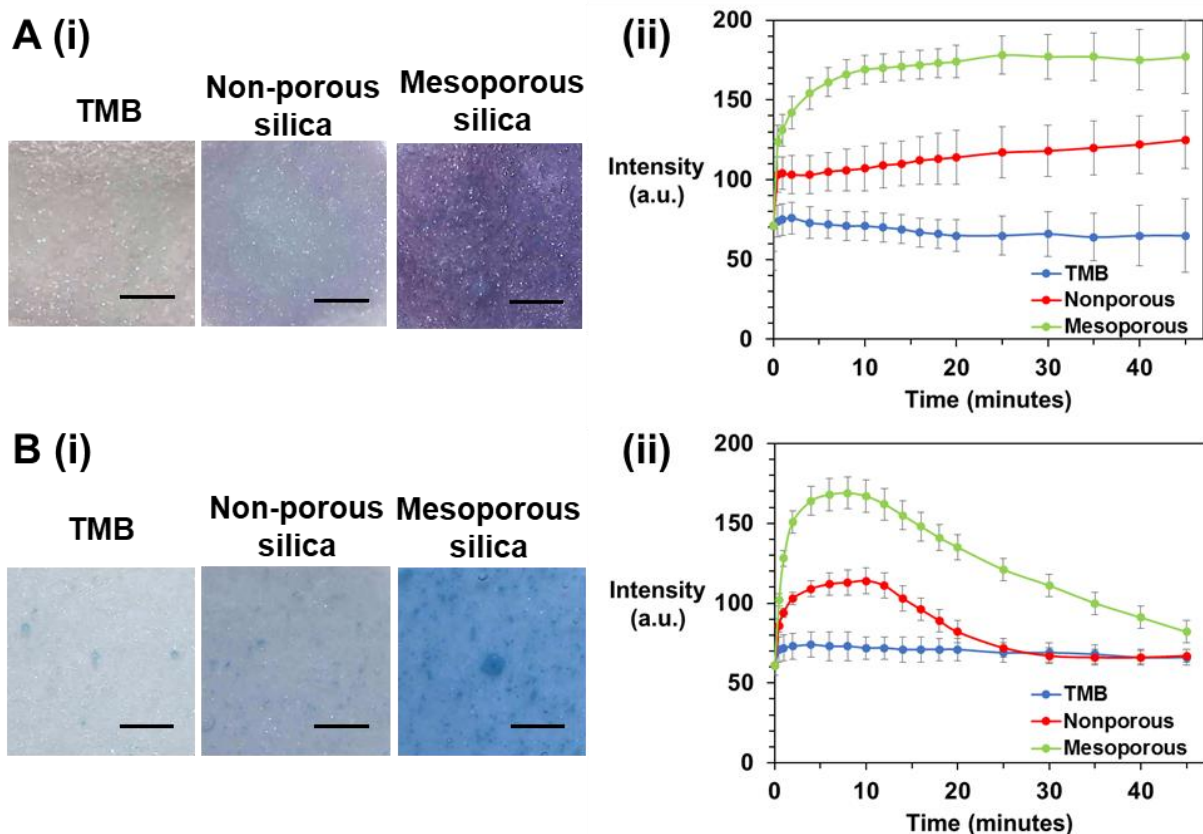 A (i)
TMB
Non-porous
silica
Mesoporous
silica
(ii)
200
150
100
50
0
Intensity
(a.u.)
TMB
Nonporous
Mesoporous
0
10
20
30
40
Time (minutes)
B (i)
TMB
Non-porous
silica
Mesoporous
silica
(ii)
200
150
100
50
0
Intensity
(a.u.)
TMB
Nonporous
Mesoporous
0
10
20
30
40
Time (minutes)